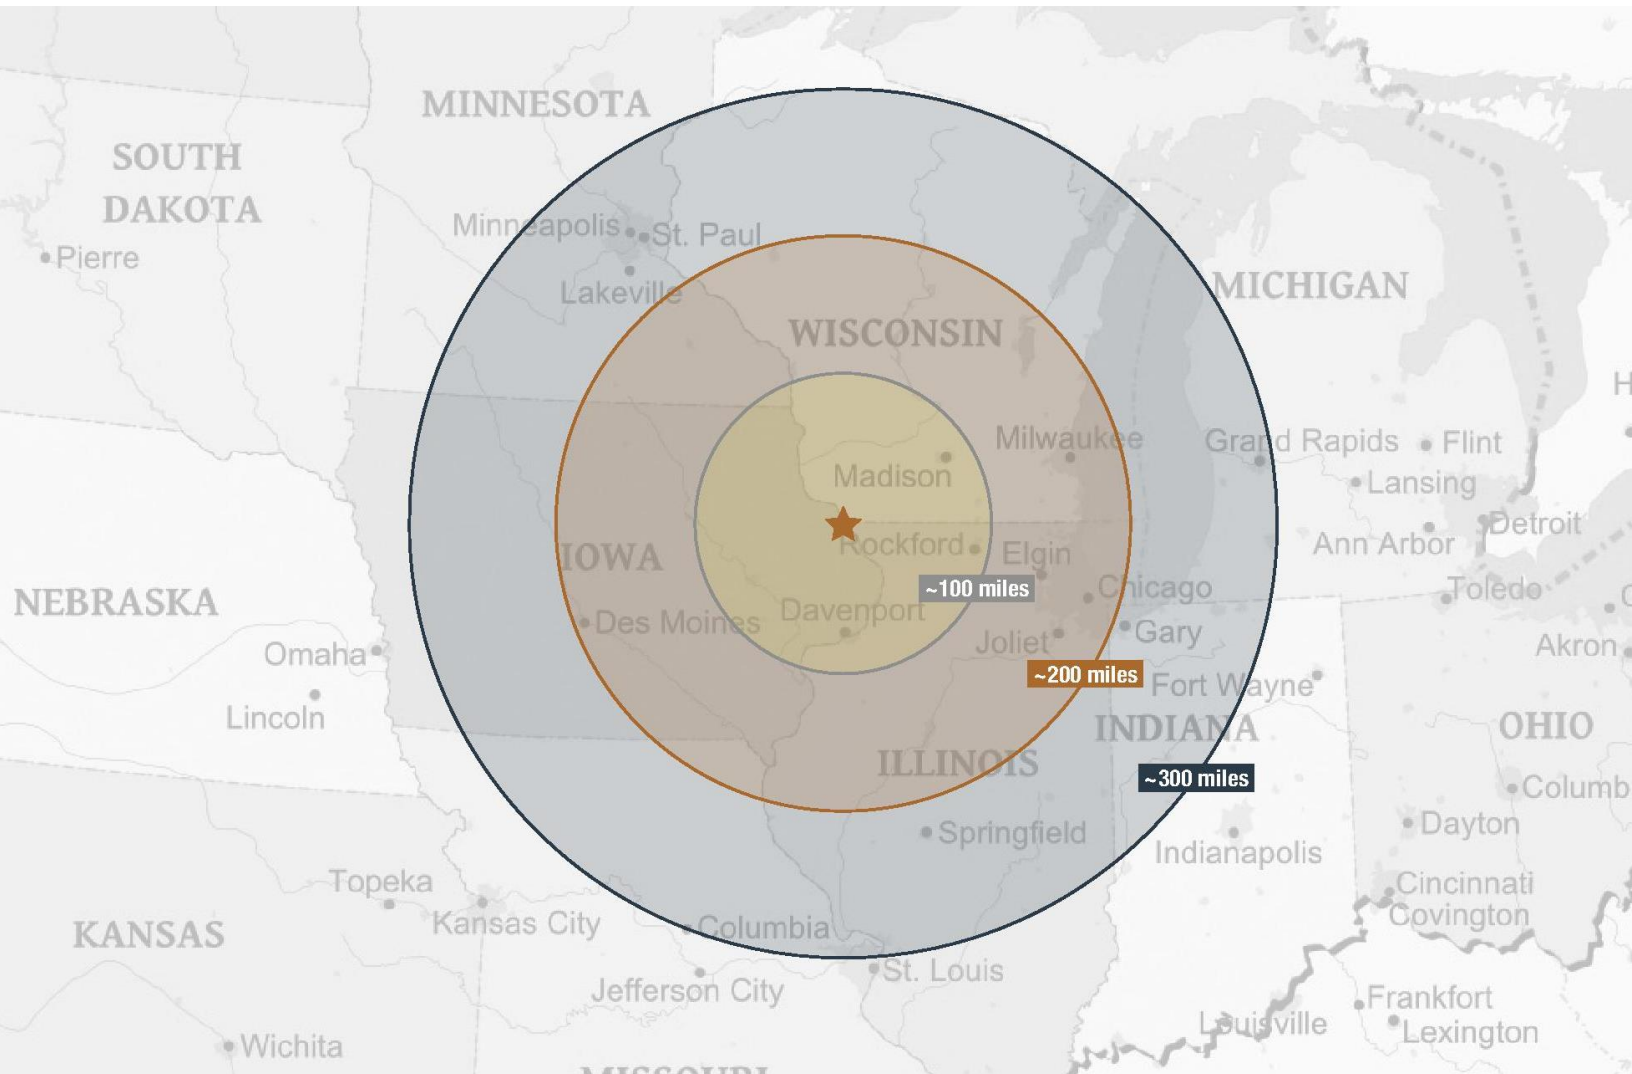 MINNESOTA
SOUTH
DAKOTA
Minneapolis
St. Paul
Pierre
Lakeville
MICHIGAN
WISCONSIN
H
Milwaukee
Grand Rapids
Flint
Madison
Lansing
Detroit
Ann Arbor
Rockford
Elgin
IOWA
~100 miles
Chicago
Toledo
C
NEBRASKA
Davenport
Des Moines
Gary
Joliet
Akron
Omaha
~200 miles
Fort Wayne
Lincoln
INDIANA
OHIO
ILLINOIS
~300 miles
Columb
Springfield
Dayton
Indianapolis
Topeka
Cincinnati
Covington
Kansas City
Columbia
KANSAS
St. Louis
Jefferson City
Frankfort
Louisville
Lexington
Wichita
MISSOURI